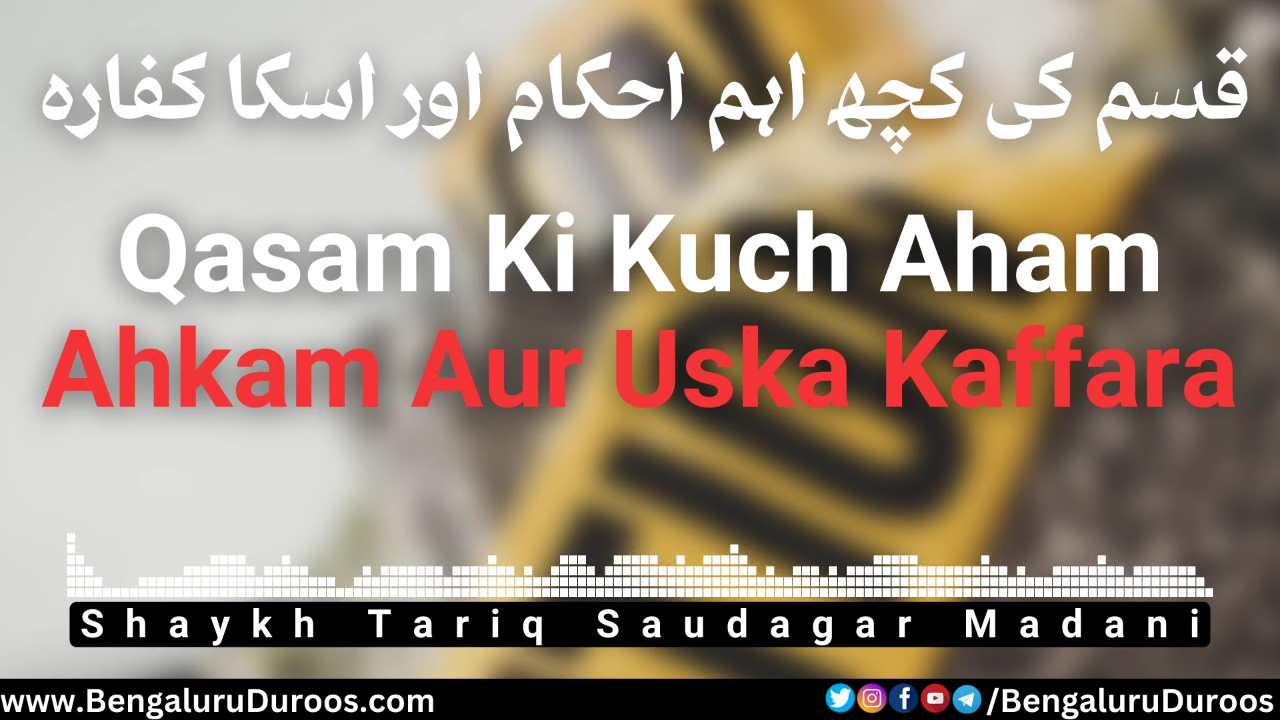 قسم کی کچھ اہم احکام اور اسکا کفارہ
Qasam Ki Kuch Aham
Ahkam Aur Uska Kaffara
Shaykh Tariq Saudagar Madani
www.BengaluruDuroos.com
/BengaluruDuroos